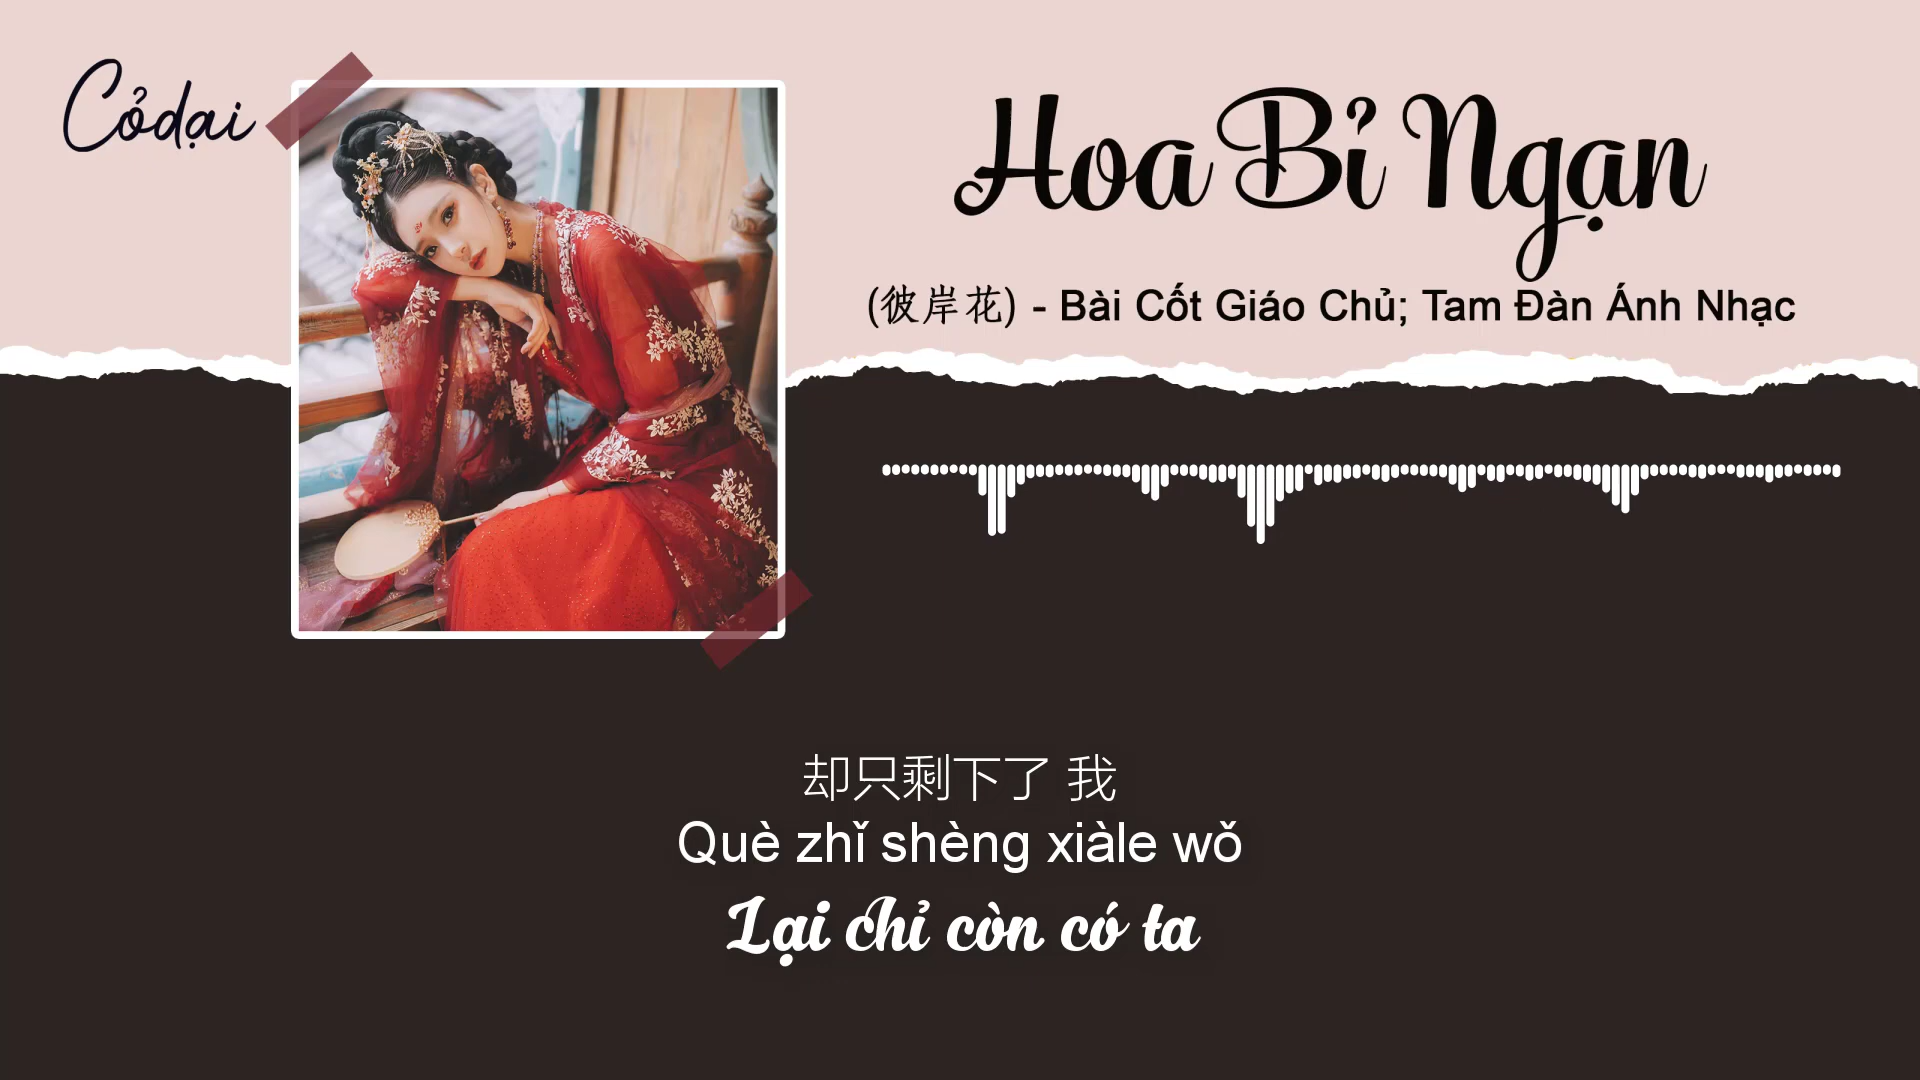 Cỏdại
Hoa Bỉ Ngạn
(彼岸花) - Bài Cốt Giáo Chủ; Tam Đàn Ánh Nhạc
却只剩下了 我
Què zhǐ shèng xiàle wǒ
Lại chỉ còn có ta